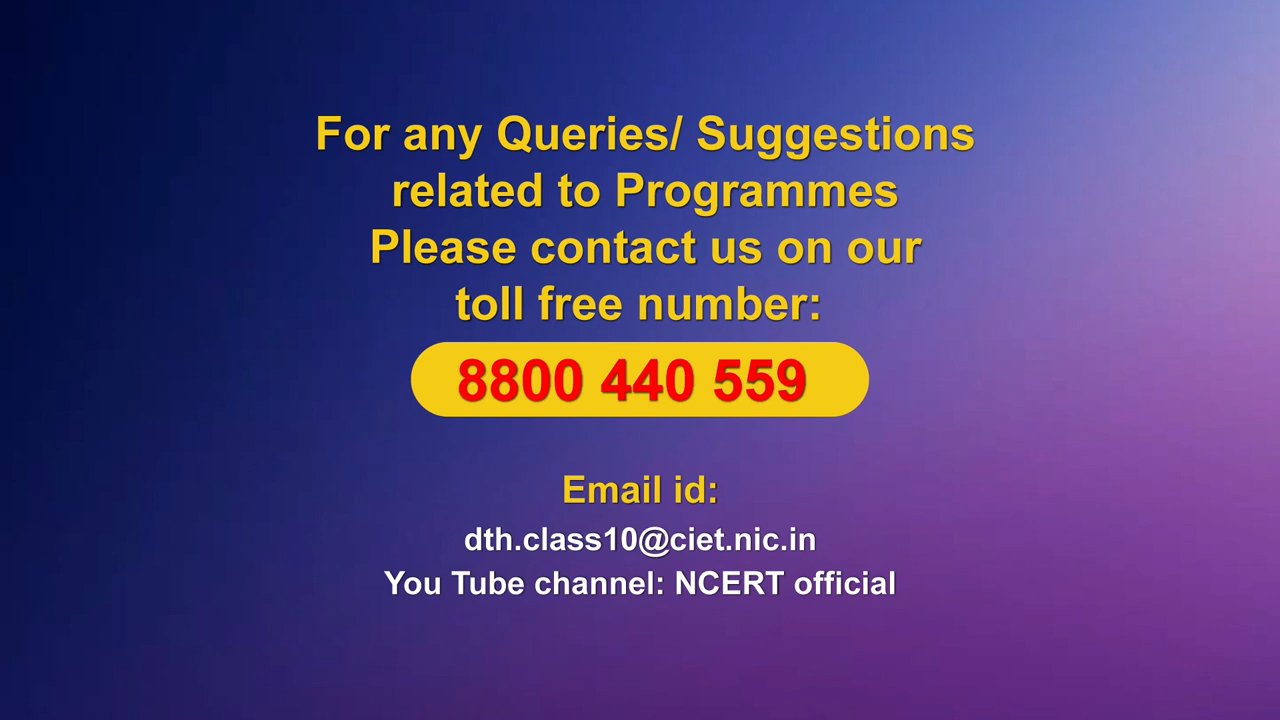 For any Queries/ Suggestions
related to Programmes
Please contact us on our
toll free number:
8800 440 559
Email id:
dth.class10@ciet.nic.in
You Tube channel: NCERT official